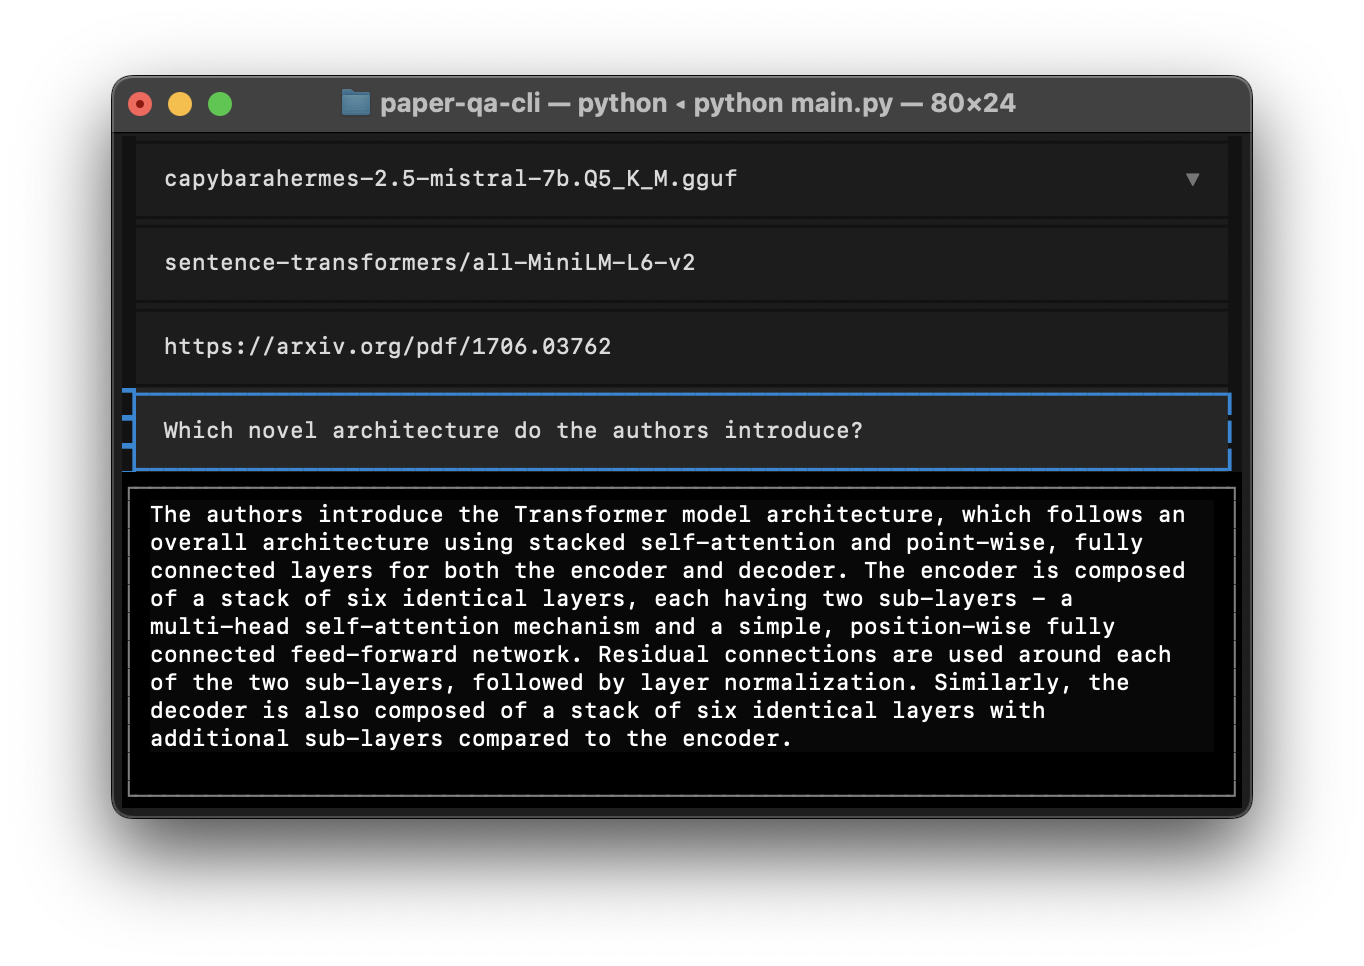 paper-qa-cli — python ◂ python main.py — 80×24
capybarahermes-2.5-mistral-7b.Q5_K_M.gguf ▼
sentence-transformers/all-MiniLM-L6-v2
https://arxiv.org/pdf/1706.03762
Which novel architecture do the authors introduce?
The authors introduce the Transformer model architecture, which follows an
overall architecture using stacked self-attention and point-wise, fully
connected layers for both the encoder and decoder. The encoder is composed
of a stack of six identical layers, each having two sub-layers - a
multi-head self-attention mechanism and a simple, position-wise fully
connected feed-forward network. Residual connections are used around each
of the two sub-layers, followed by layer normalization. Similarly, the
decoder is also composed of a stack of six identical layers with
additional sub-layers compared to the encoder.